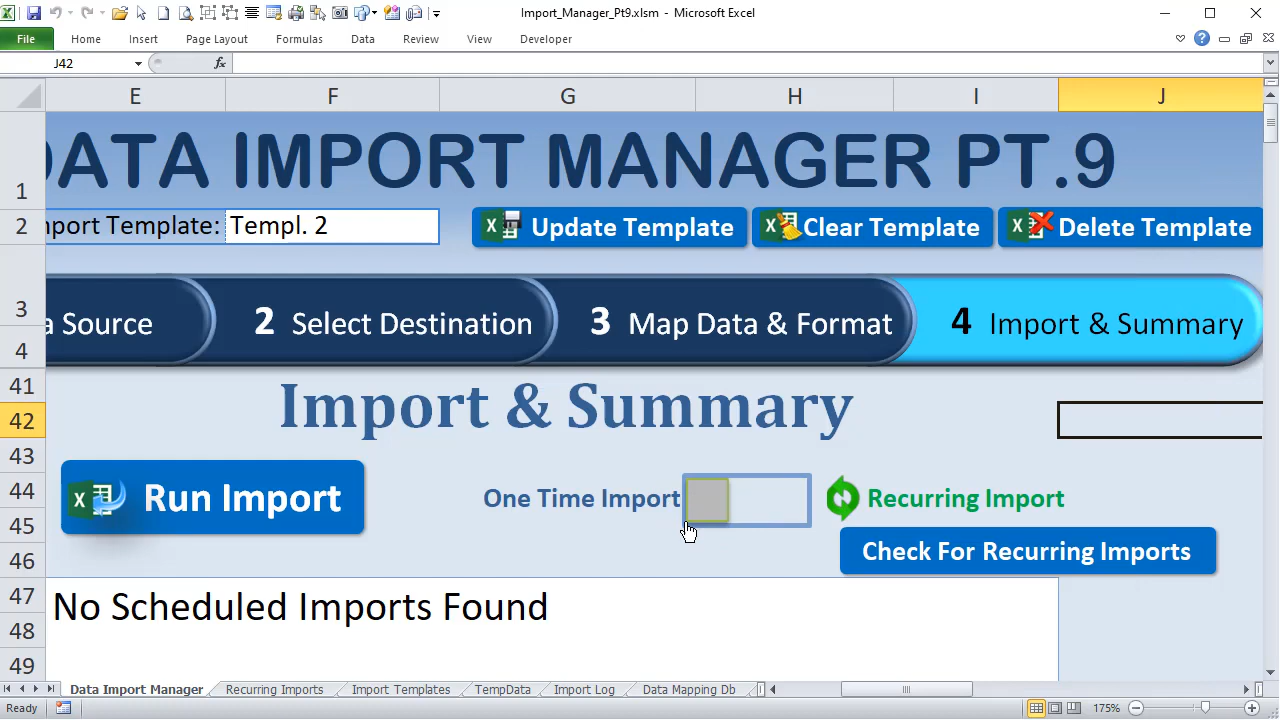 Import_Manager_Pt9.xlsm - Microsoft Excel
File Home Insert Page Layout Formulas Data Review View Developer
J42 fx
E F G H I J
DATA IMPORT MANAGER PT.9
1
2 mport Template: Templ. 2 Update Template Clear Template Delete Template
3
a Source 2 Select Destination 3 Map Data & Format 4 Import & Summary
4
41
Import & Summary
42
43
44
Run Import One Time Import Recurring Import
45
Check For Recurring Imports
46
47
No Scheduled Imports Found
48
49
Data Import Manager Recurring Imports Import Templates TempData Import Log Data Mapping Db
Ready 175%